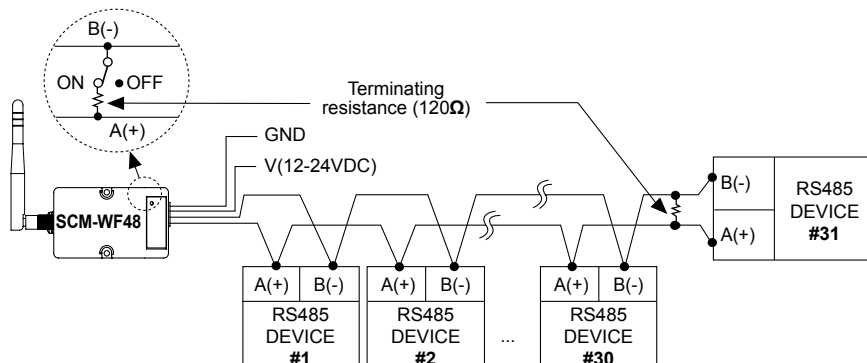 B(-)
ON
OFF
A(+)
Terminating
resistance (120Ω)
GND
V(12-24VDC)
SCM-WF48
B(-)
A(+)
RS485
DEVICE
#31
A(+)
B(-)
RS485
DEVICE
#1
A(+)
B(-)
RS485
DEVICE
#2
...
A(+)
B(-)
RS485
DEVICE
#30